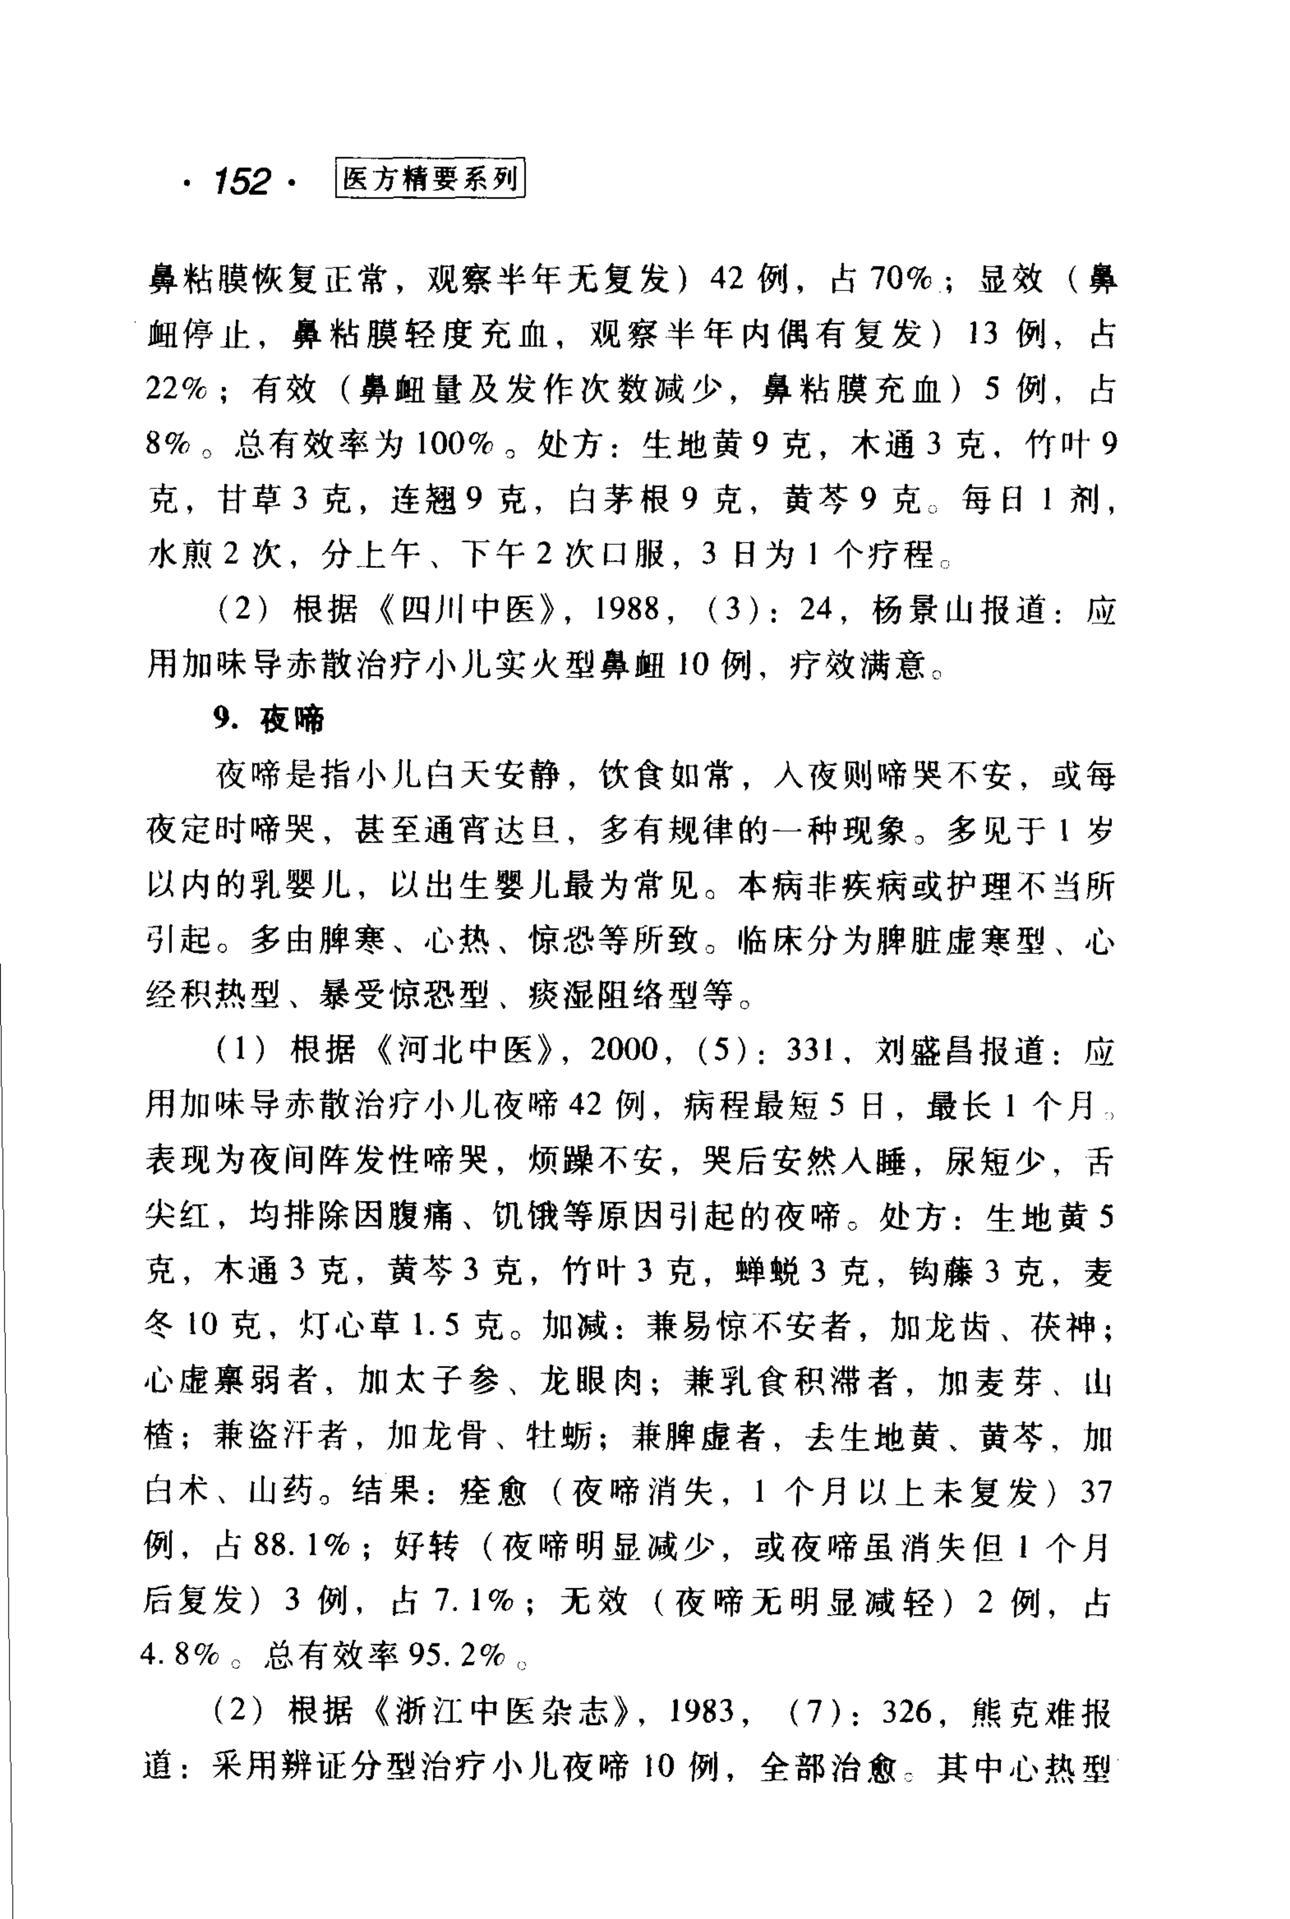 · 152 · 医方精要系列
鼻粘膜恢复正常，观察半年无复发）42 例，占 70%；显效（鼻
衄停止，鼻粘膜轻度充血，观察半年内偶有复发）13 例，占
22%；有效（鼻衄量及发作次数减少，鼻粘膜充血）5 例，占
8%。总有效率为 100%。处方：生地黄 9 克，木通 3 克，竹叶 9
克，甘草 3 克，连翘 9 克，白茅根 9 克，黄芩 9 克。每日 1 剂，
水煎 2 次，分上午、下午 2 次口服，3 日为 1 个疗程。
（2）根据《四川中医》，1988，（3）：24，杨景山报道：应
用加味导赤散治疗小儿实火型鼻衄 10 例，疗效满意。
9. 夜啼
夜啼是指小儿白天安静，饮食如常，入夜则啼哭不安，或每
夜定时啼哭，甚至通宵达旦，多有规律的一种现象。多见于 1 岁
以内的乳婴儿，以出生婴儿最为常见。本病非疾病或护理不当所
引起。多由脾寒、心热、惊恐等所致。临床分为脾脏虚寒型、心
经积热型、暴受惊恐型、痰湿阻络型等。
（1）根据《河北中医》，2000，（5）：331，刘盛昌报道：应
用加味导赤散治疗小儿夜啼 42 例，病程最短 5 日，最长 1 个月。
表现为夜间阵发性啼哭，烦躁不安，哭后安然入睡，尿短少，舌
尖红，均排除因腹痛、饥饿等原因引起的夜啼。处方：生地黄 5
克，木通 3 克，黄芩 3 克，竹叶 3 克，蝉蜕 3 克，钩藤 3 克，麦
冬 10 克，灯心草 1.5 克。加减：兼易惊不安者，加龙齿、茯神；
心虚禀弱者，加太子参、龙眼肉；兼乳食积滞者，加麦芽、山
楂；兼盗汗者，加龙骨、牡蛎；兼脾虚者，去生地黄、黄芩，加
白术、山药。结果：痊愈（夜啼消失，1 个月以上未复发）37
例，占 88.1%；好转（夜啼明显减少，或夜啼虽消失但 1 个月
后复发）3 例，占 7.1%；无效（夜啼无明显减轻）2 例，占
4.8%。总有效率 95.2%。
（2）根据《浙江中医杂志》，1983，（7）：326，熊克难报
道：采用辨证分型治疗小儿夜啼 10 例，全部治愈。其中心热型